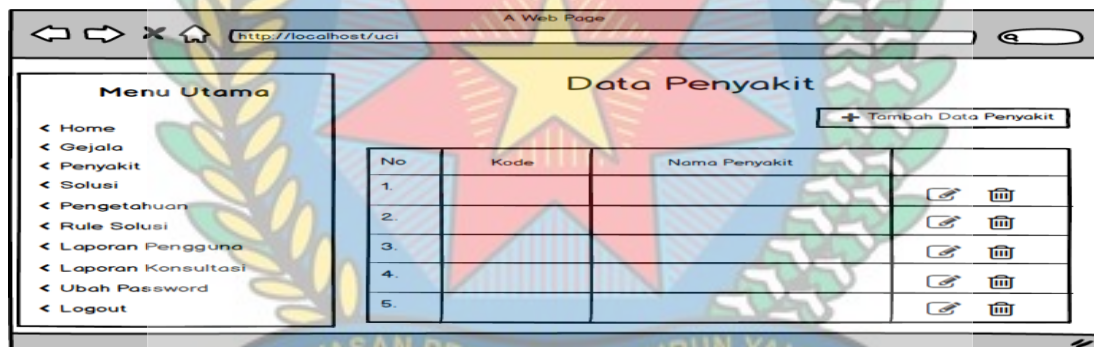 A Web Page
http://localhost/uci
Menu Utama
< Home
< Gejala
< Penyakit
< Solusi
< Pengetahuan
< Rule Solusi
< Laporan Pengguna
< Laporan Konsultasi
< Ubah Password
< Logout
Data Penyakit
+ Tambah Data Penyakit
No Kode Nama Penyakit
1.
2.
3.
4.
5.